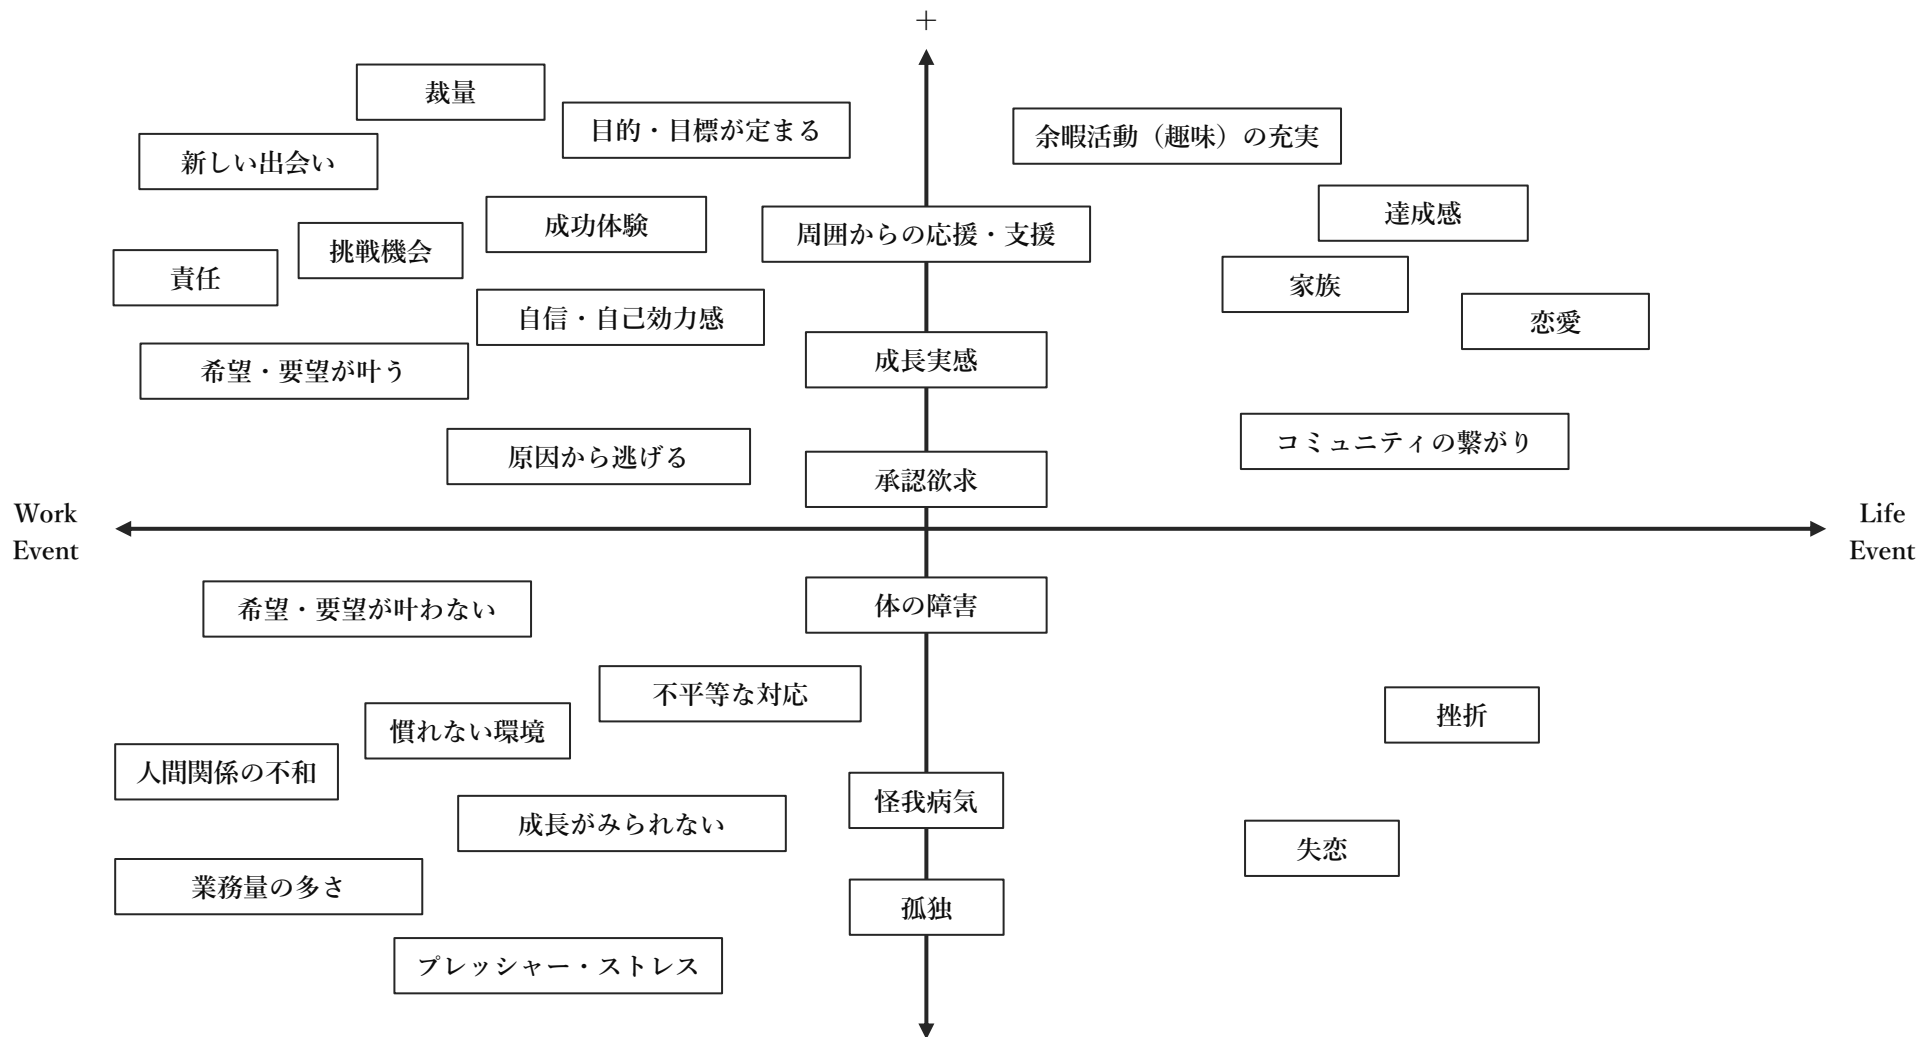 ＋
裁量
目的・目標が定まる
余暇活動（趣味）の充実
新しい出会い
達成感
成功体験
周囲からの応援・支援
挑戦機会
責任
家族
自信・自己効力感
恋愛
成長実感
希望・要望が叶う
コミュニティの繋がり
原因から逃げる
承認欲求
Work
Event
Life
Event
希望・要望が叶わない
体の障害
不平等な対応
挫折
慣れない環境
人間関係の不和
怪我病気
成長がみられない
失恋
業務量の多さ
孤独
プレッシャー・ストレス